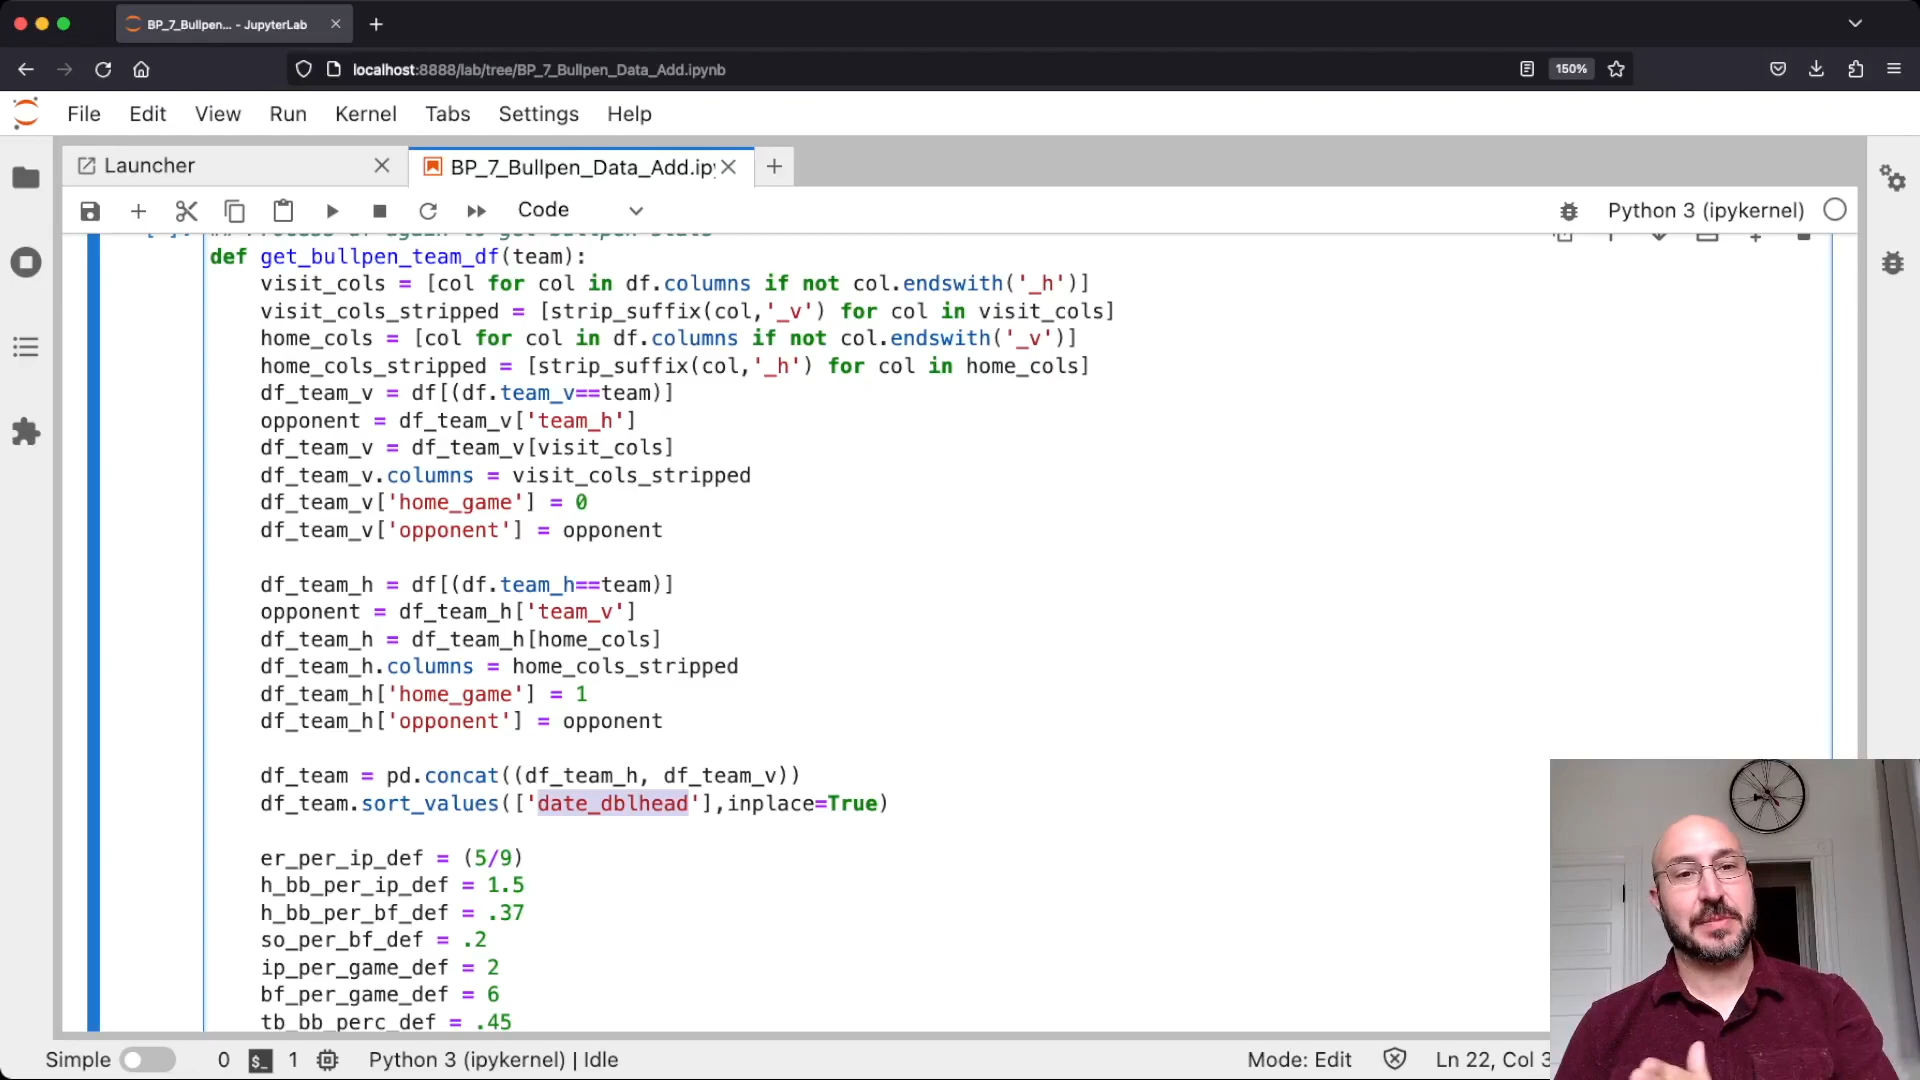 BP_7_Bullpen... - JupyterLab
localhost:8888/lab/tree/BP_7_Bullpen_Data_Add.ipynb
150%
File Edit View Run Kernel Tabs Settings Help
Launcher
BP_7_Bullpen_Data_Add.ipy
Code
Python 3 (ipykernel)
def get_bullpen_team_df(team):
visit_cols = [col for col in df.columns if not col.endswith('_h')]
visit_cols_stripped = [strip_suffix(col,'_v') for col in visit_cols]
home_cols = [col for col in df.columns if not col.endswith('_v')]
home_cols_stripped = [strip_suffix(col,'_h') for col in home_cols]
df_team_v = df[(df.team_v==team)]
opponent = df_team_v['team_h']
df_team_v = df_team_v[visit_cols]
df_team_v.columns = visit_cols_stripped
df_team_v['home_game'] = 0
df_team_v['opponent'] = opponent
df_team_h = df[(df.team_h==team)]
opponent = df_team_h['team_v']
df_team_h = df_team_h[home_cols]
df_team_h.columns = home_cols_stripped
df_team_h['home_game'] = 1
df_team_h['opponent'] = opponent
df_team = pd.concat((df_team_h, df_team_v))
df_team.sort_values(['date_dblhead'],inplace=True)
er_per_ip_def = (5/9)
h_bb_per_ip_def = 1.5
h_bb_per_bf_def = .37
so_per_bf_def = .2
ip_per_game_def = 2
bf_per_game_def = 6
tb_bb_perc_def = .45
Simple 0 $_ 1 Python 3 (ipykernel) | Idle
Mode: Edit Ln 22, Col 3